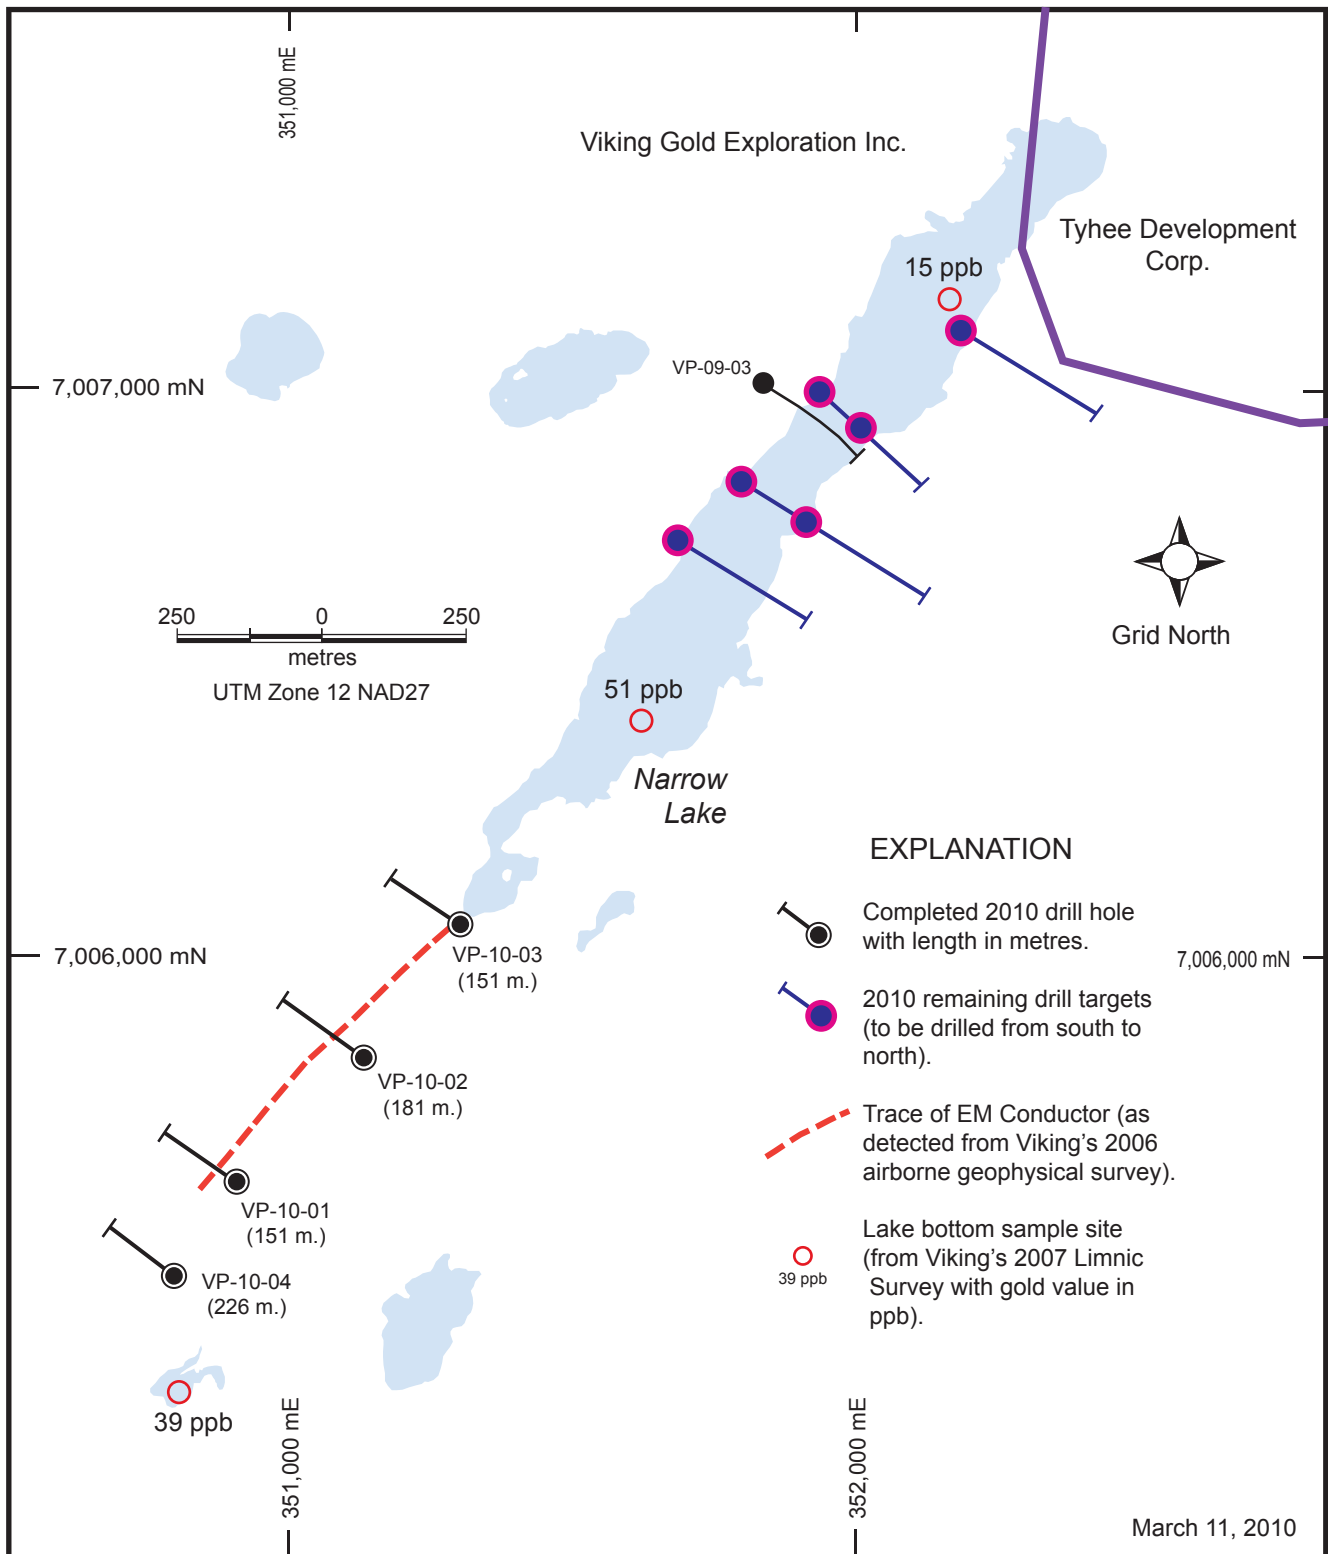 351,000 mE
Viking Gold Exploration Inc.
Tyhee Development
Corp.
15 ppb
VP-09-03
7,007,000 mN
250 0 250
metres
UTM Zone 12 NAD27
Grid North
51 ppb
Narrow
Lake
EXPLANATION
Completed 2010 drill hole
with length in metres.
VP-10-03
(151 m.)
7,006,000 mN
7,006,000 mN
2010 remaining drill targets
(to be drilled from south to
north).
VP-10-02
(181 m.)
Trace of EM Conductor (as
detected from Viking's 2006
airborne geophysical survey).
VP-10-01
(151 m.)
Lake bottom sample site
(from Viking's 2007 Limnic
Survey with gold value in
ppb).
39 ppb
VP-10-04
(226 m.)
39 ppb
351,000 mE
352,000 mE
March 11, 2010